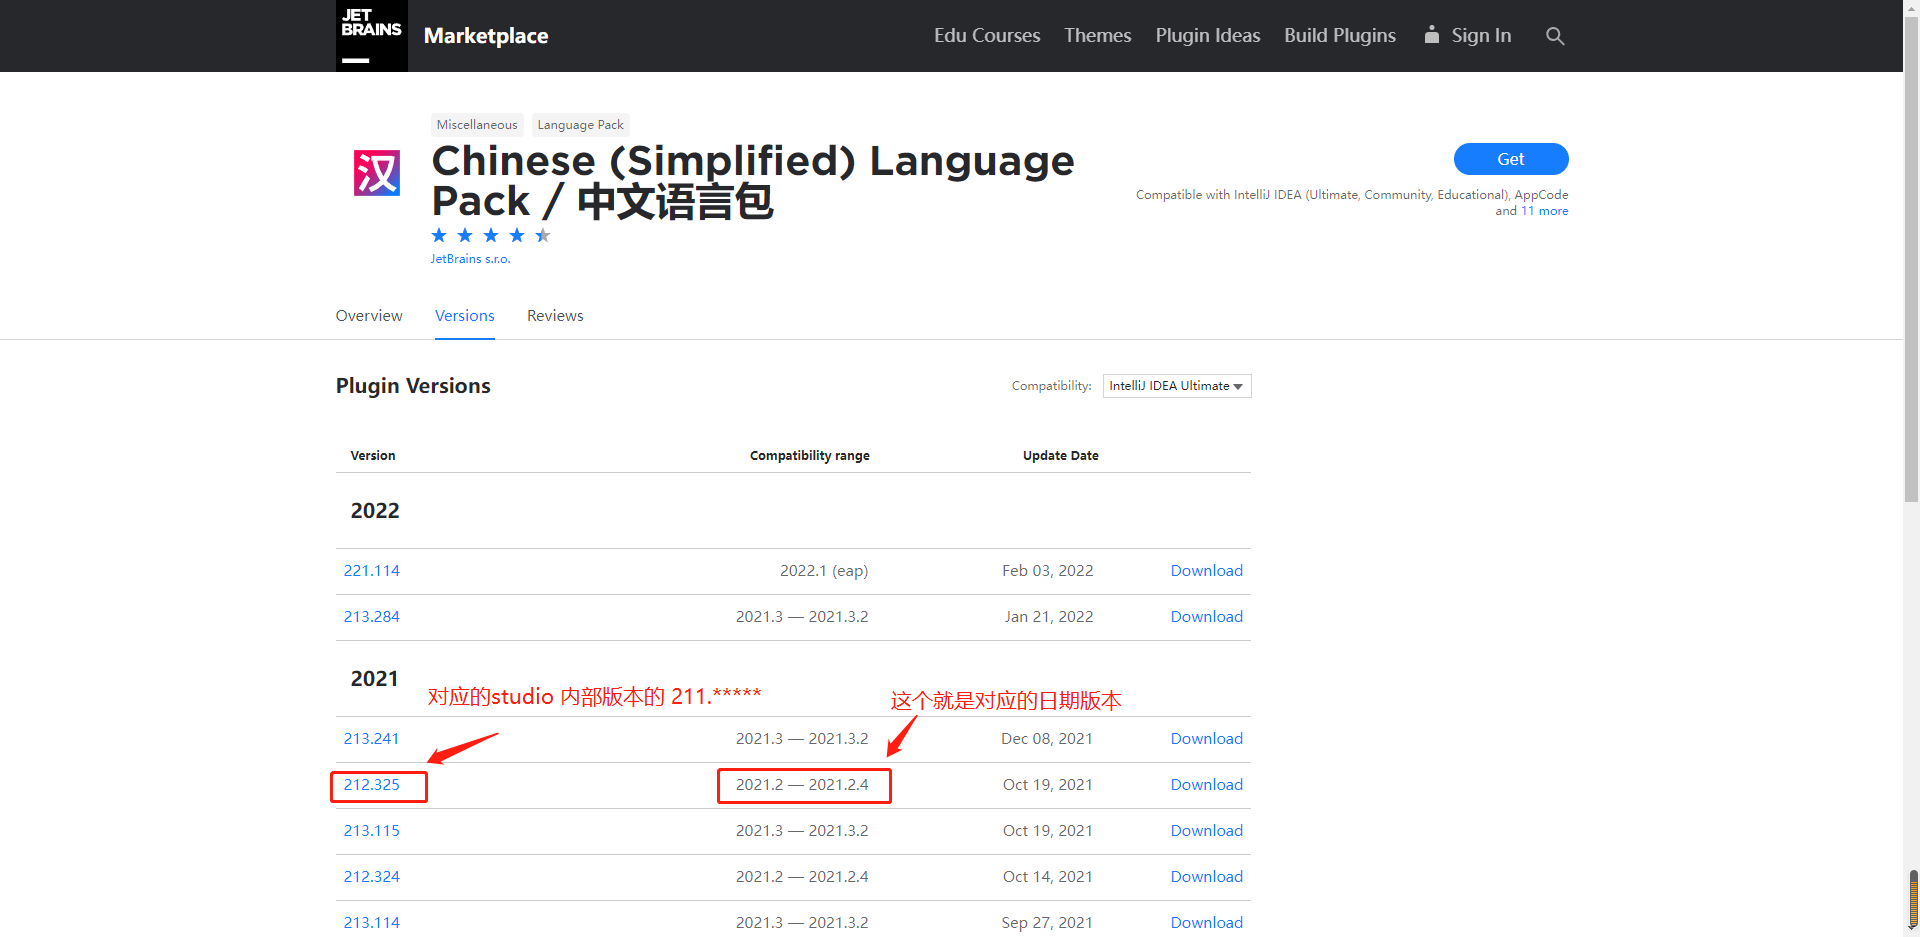 JET
BRAINS
Marketplace
Edu Courses
Themes
Plugin Ideas
Build Plugins
Sign In
Miscellaneous
Language Pack
汉
Chinese (Simplified) Language
Pack / 中文语言包
Get
Compatible with IntelliJ IDEA (Ultimate, Community, Educational), AppCode
and 11 more
JetBrains s.r.o.
Overview
Versions
Reviews
Plugin Versions
Compatibility:
IntelliJ IDEA Ultimate
Version
Compatibility range
Update Date
2022
221.114
2022.1 (eap)
Feb 03, 2022
Download
213.284
2021.3 — 2021.3.2
Jan 21, 2022
Download
2021
对应的studio 内部版本的 211.*****
这个就是对应的日期版本
213.241
2021.3 — 2021.3.2
Dec 08, 2021
Download
212.325
2021.2 — 2021.2.4
Oct 19, 2021
Download
213.115
2021.3 — 2021.3.2
Oct 19, 2021
Download
212.324
2021.2 — 2021.2.4
Oct 14, 2021
Download
213.114
2021.3 — 2021.3.2
Sep 27, 2021
Download